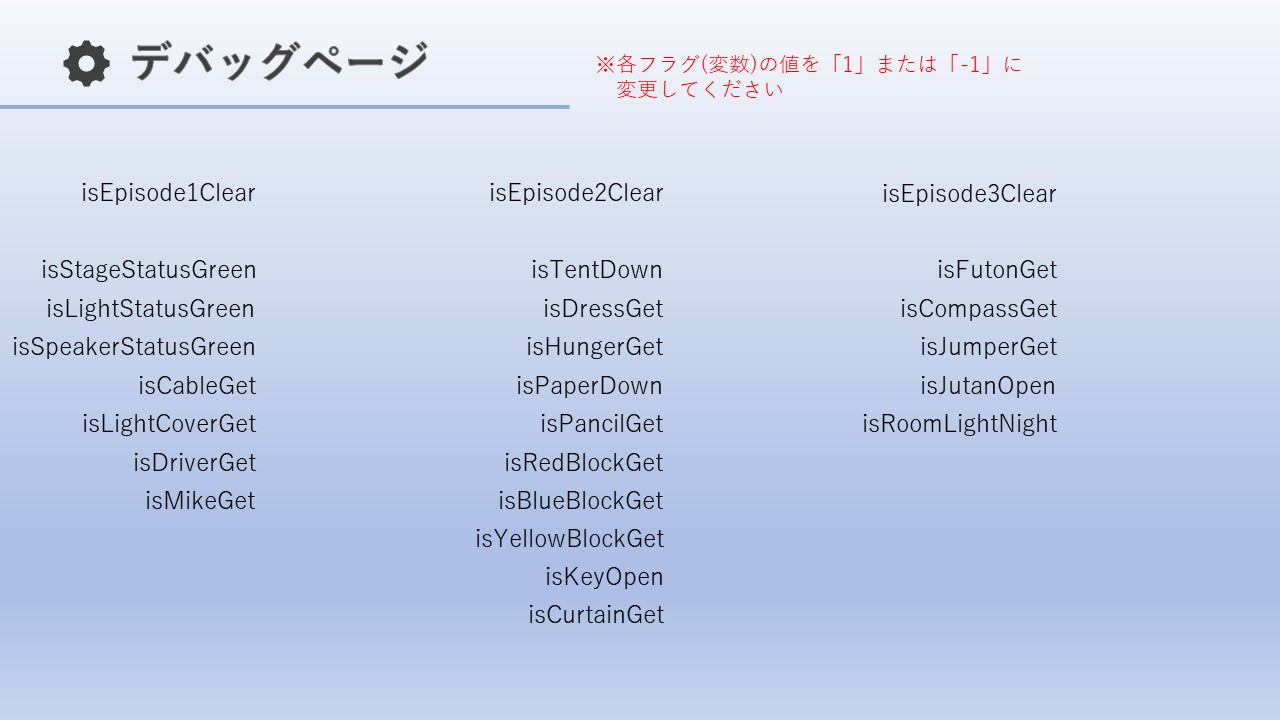 デバッグページ
※各フラグ(変数)の値を「1」または「-1」に
変更してください
isEpisode1Clear
isStageStatusGreen
isLightStatusGreen
isSpeakerStatusGreen
isCableGet
isLightCoverGet
isDriverGet
isMikeGet
isEpisode2Clear
isTentDown
isDressGet
isHungerGet
isPaperDown
isPancilGet
isRedBlockGet
isBlueBlockGet
isYellowBlockGet
isKeyOpen
isCurtainGet
isEpisode3Clear
isFutonGet
isCompassGet
isJumperGet
isJutanOpen
isRoomLightNight